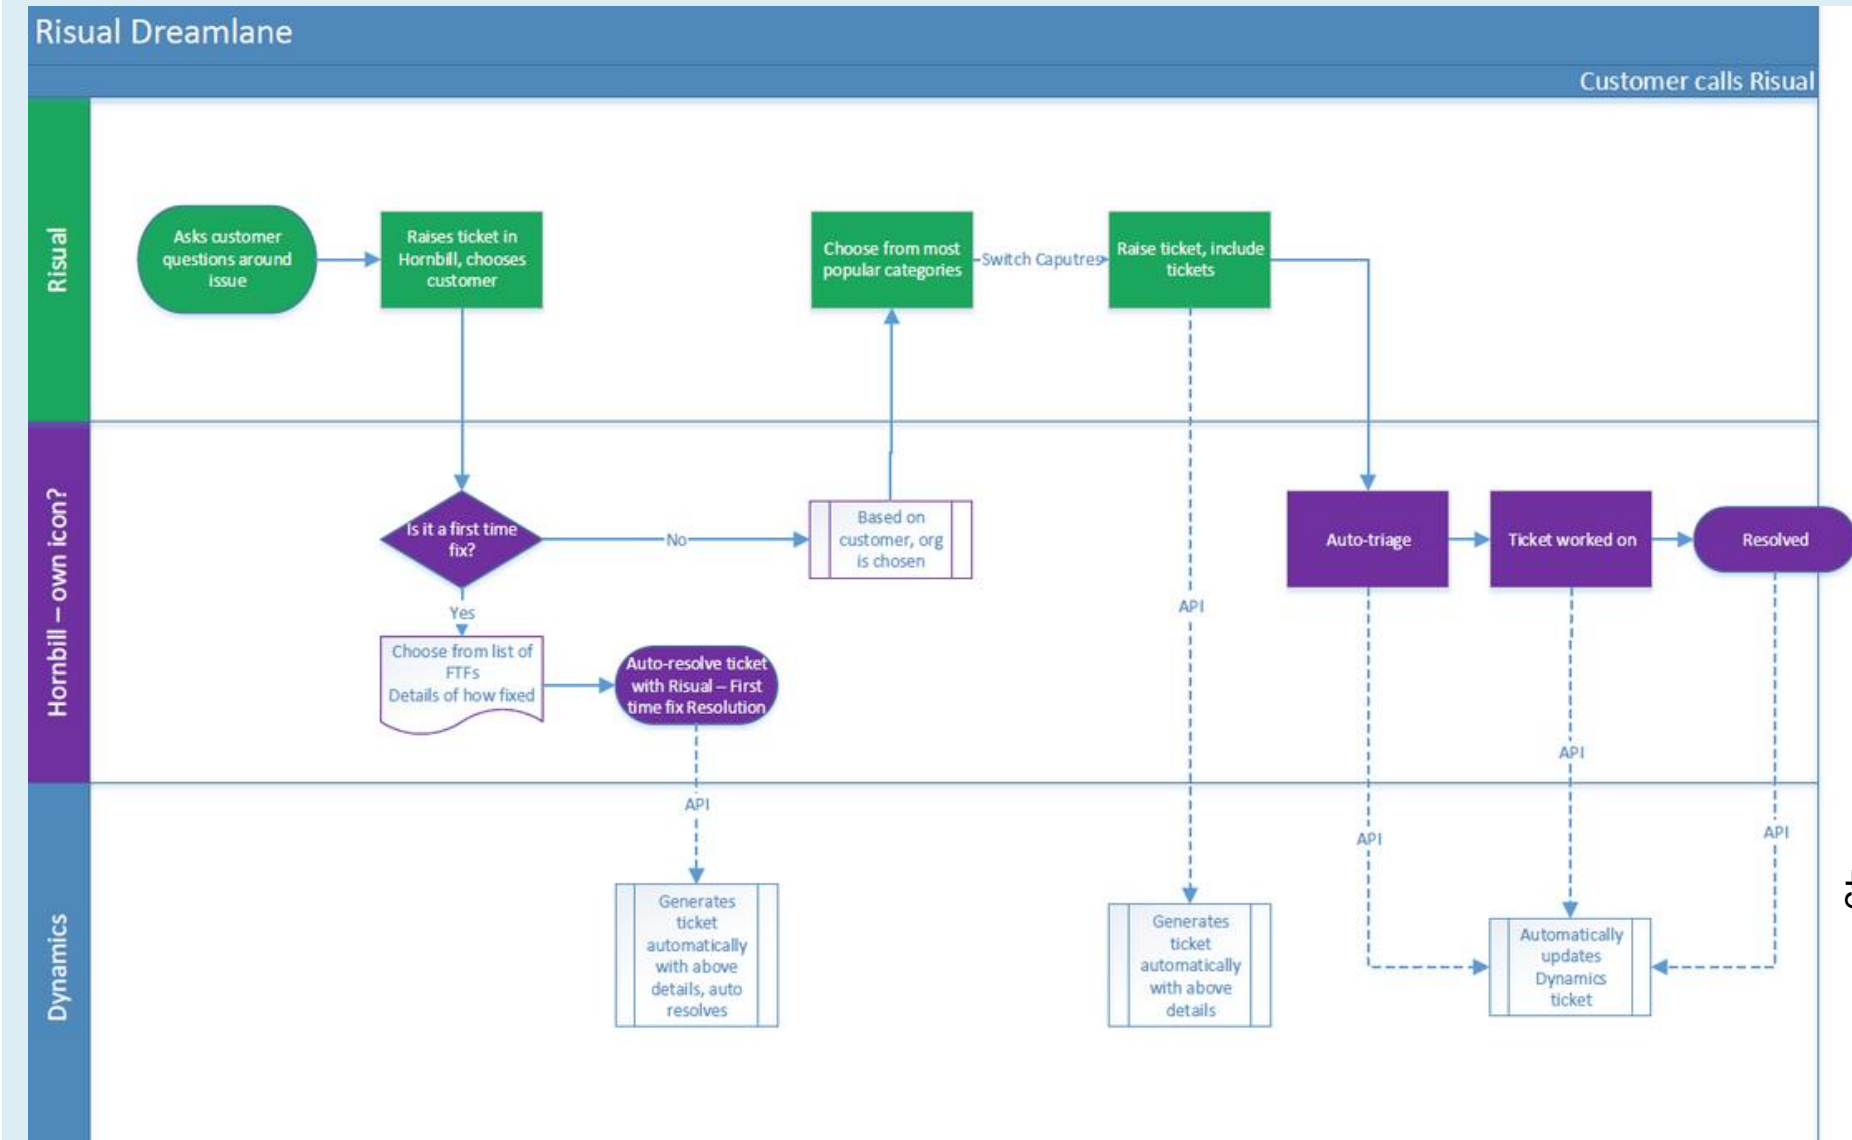 Risual Dreamlane
Customer calls Risual
Risual
Asks customer
questions around
issue
Raises ticket in
Hornbill, chooses
customer
Choose from most
popular categories
Switch Caputres
Raise ticket, include
tickets
Hornbill – own icon?
Is it a first time
fix?
No
Based on
customer, org
is chosen
Auto-triage
Ticket worked on
Resolved
Yes
Choose from list of
FTFs
Details of how fixed
Auto-resolve ticket
with Risual – First
time fix Resolution
API
API
API
API
API
Dynamics
Generates
ticket
automatically
with above
details, auto
resolves
Generates
ticket
automatically
with above
details
Automatically
updates
Dynamics
ticket